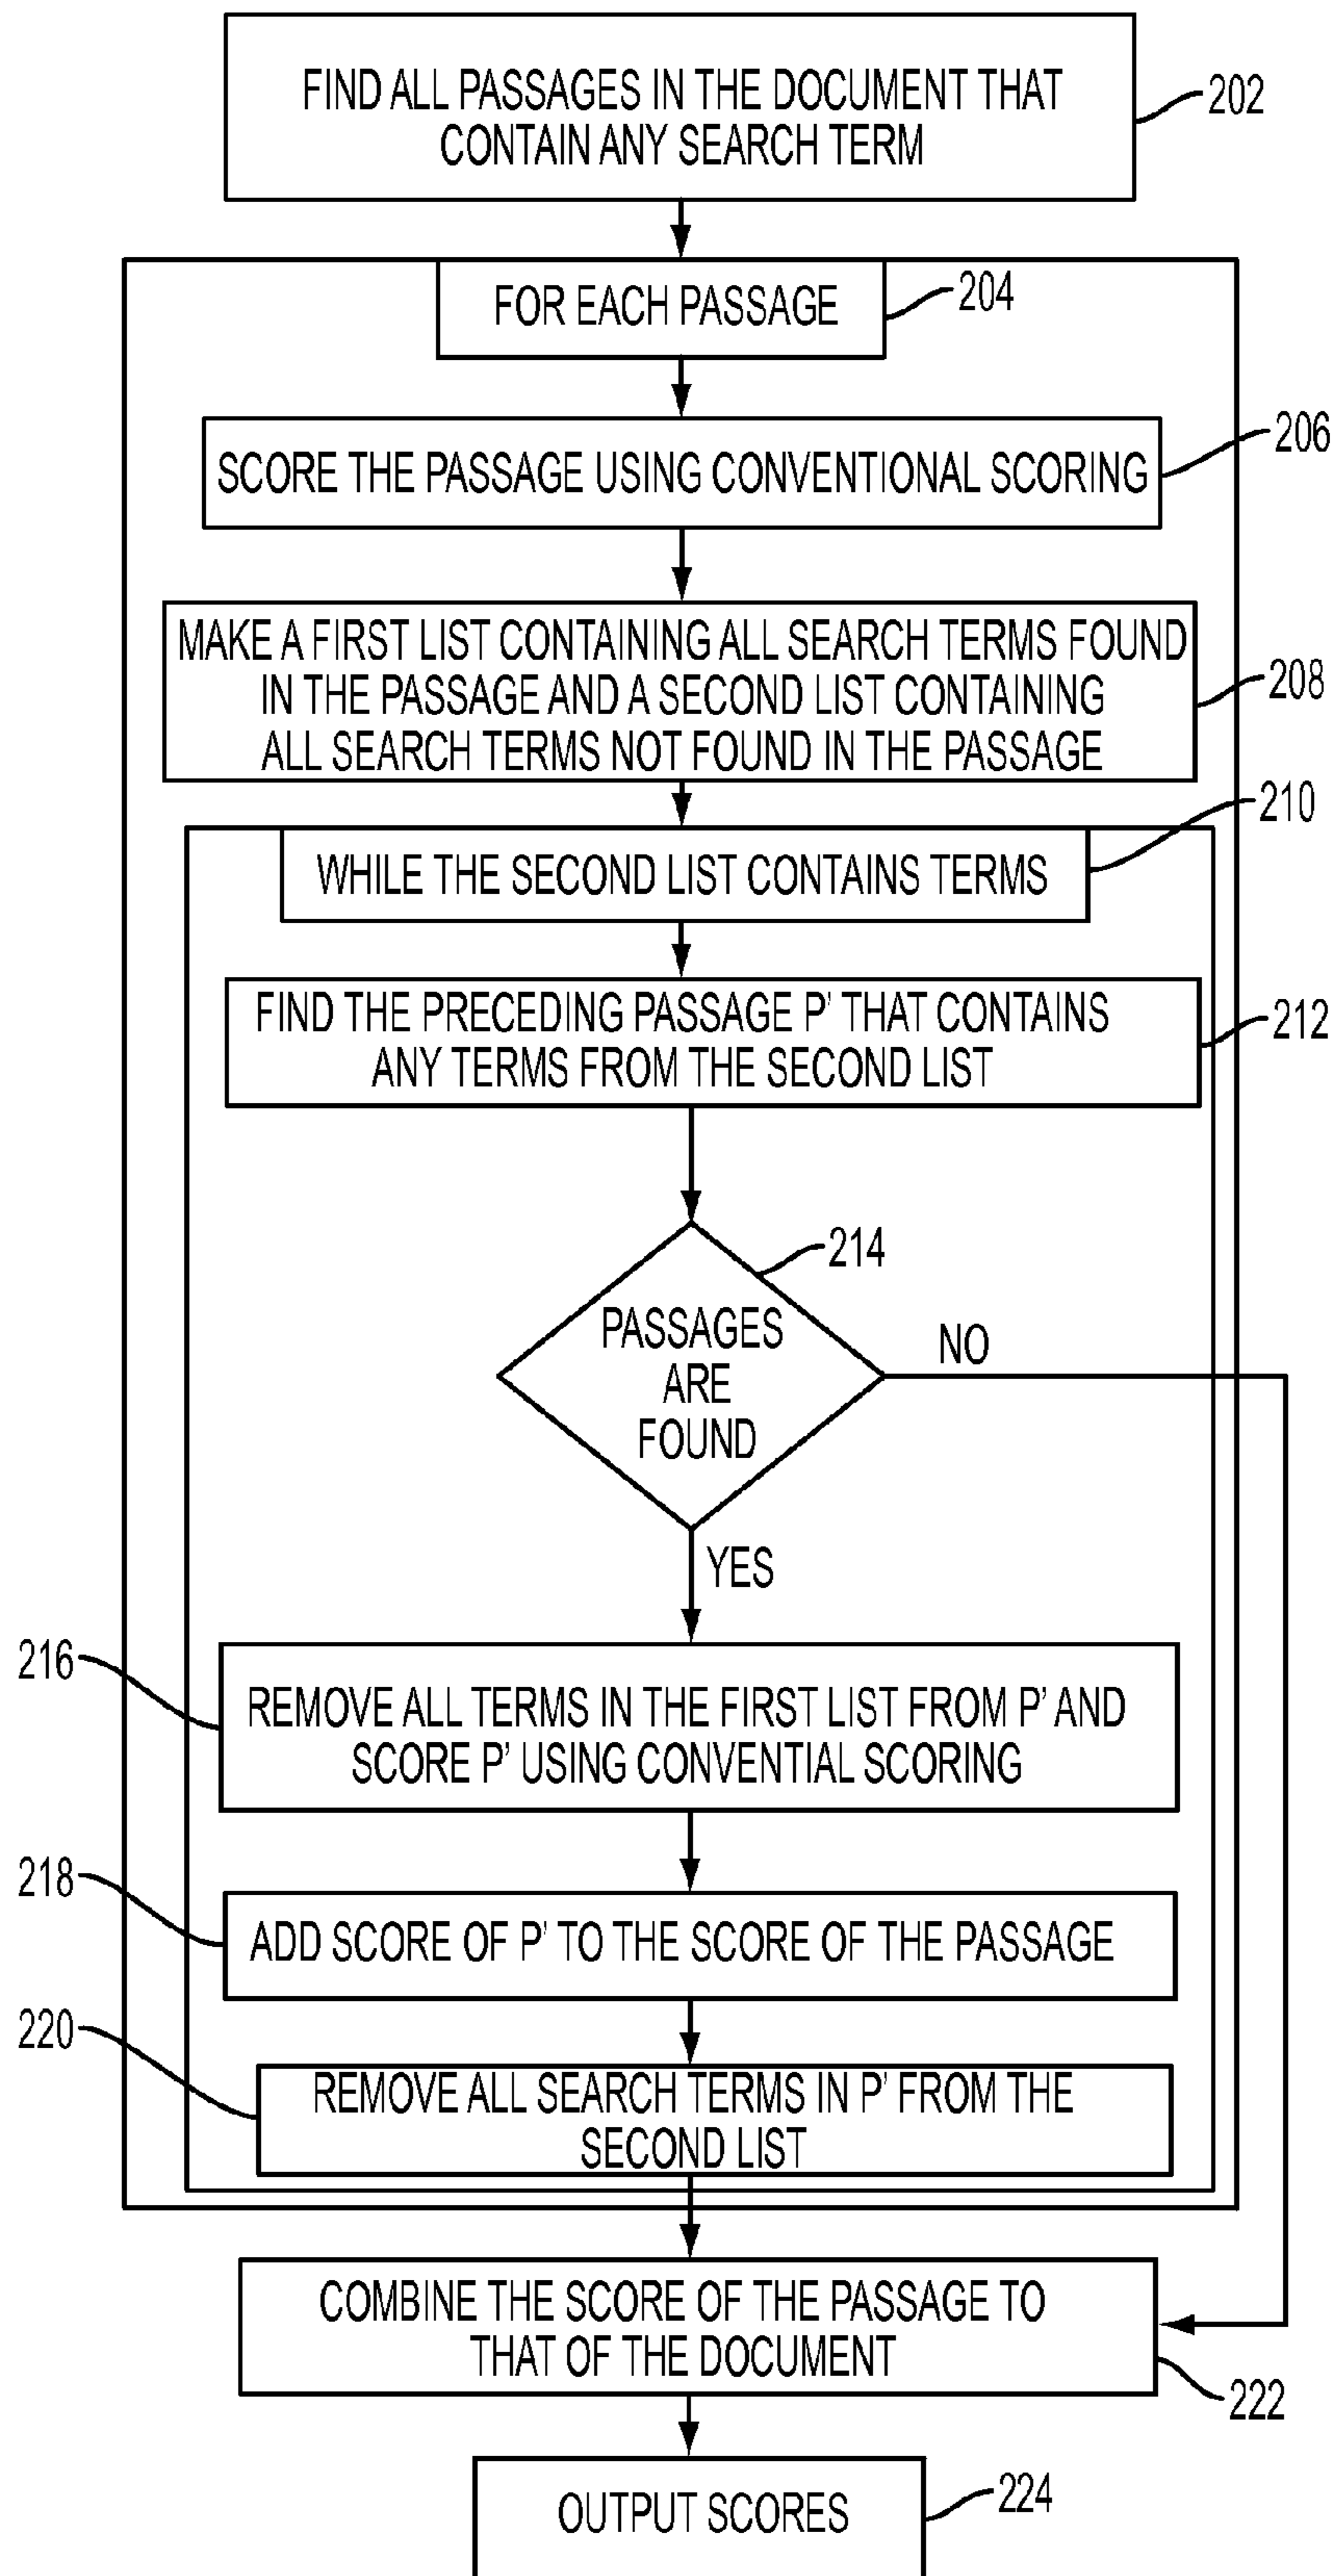 FIND ALL PASSAGES IN THE DOCUMENT THAT
CONTAIN ANY SEARCH TERM
202
FOR EACH PASSAGE
204
SCORE THE PASSAGE USING CONVENTIONAL SCORING
206
MAKE A FIRST LIST CONTAINING ALL SEARCH TERMS FOUND
IN THE PASSAGE AND A SECOND LIST CONTAINING
ALL SEARCH TERMS NOT FOUND IN THE PASSAGE
208
210
WHILE THE SECOND LIST CONTAINS TERMS
FIND THE PRECEDING PASSAGE P' THAT CONTAINS
ANY TERMS FROM THE SECOND LIST
212
214
PASSAGES
ARE
FOUND
NO
YES
216
REMOVE ALL TERMS IN THE FIRST LIST FROM P' AND
SCORE P' USING CONVENTIAL SCORING
218
ADD SCORE OF P' TO THE SCORE OF THE PASSAGE
220
REMOVE ALL SEARCH TERMS IN P' FROM THE
SECOND LIST
COMBINE THE SCORE OF THE PASSAGE TO
THAT OF THE DOCUMENT
222
OUTPUT SCORES
224